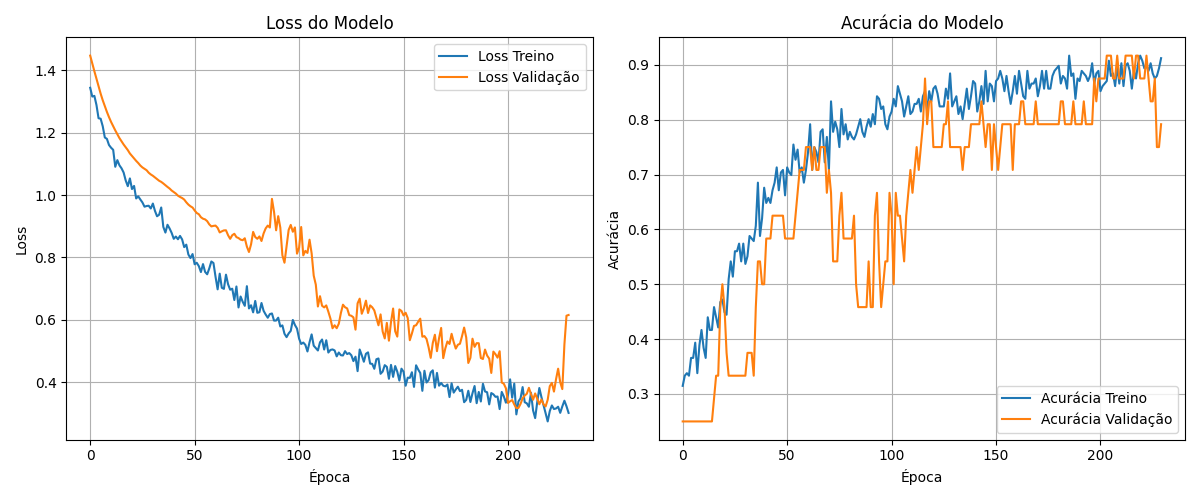 Loss do Modelo
Loss Treino
Loss Validação
1.4
1.2
1.0
0.8
0.6
0.4
Loss
0
50
100
150
200
Época
Acurácia do Modelo
0.9
0.8
0.7
0.6
0.5
0.4
0.3
Acurácia
Acurácia Treino
Acurácia Validação
0
50
100
150
200
Época